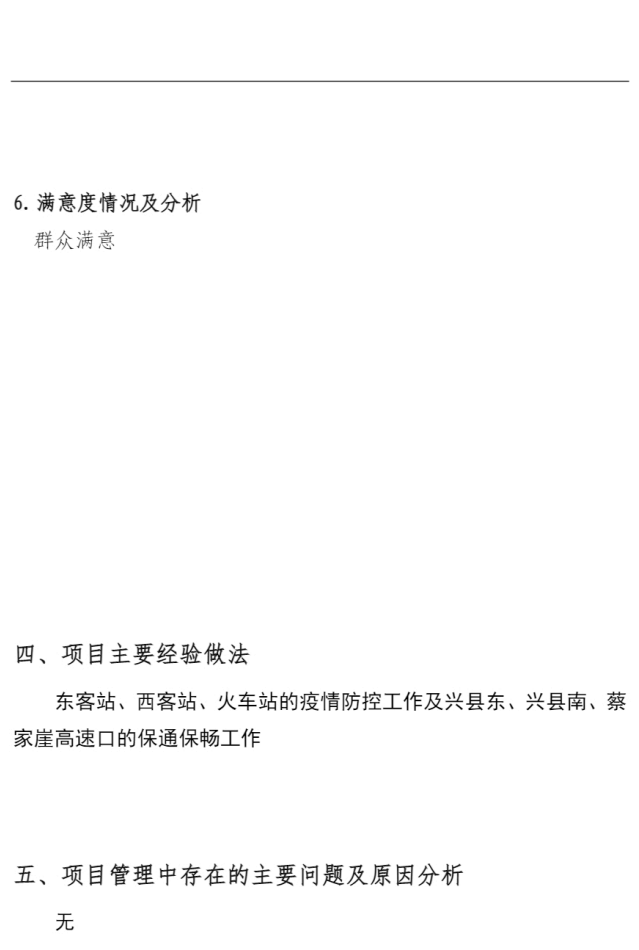 6. 满意度情况及分析
群众满意
四、项目主要经验做法
东客站、西客站、火车站的疫情防控工作及兴县东、兴县南、蔡
家崖高速口的保通保畅工作
五、项目管理中存在的主要问题及原因分析
无